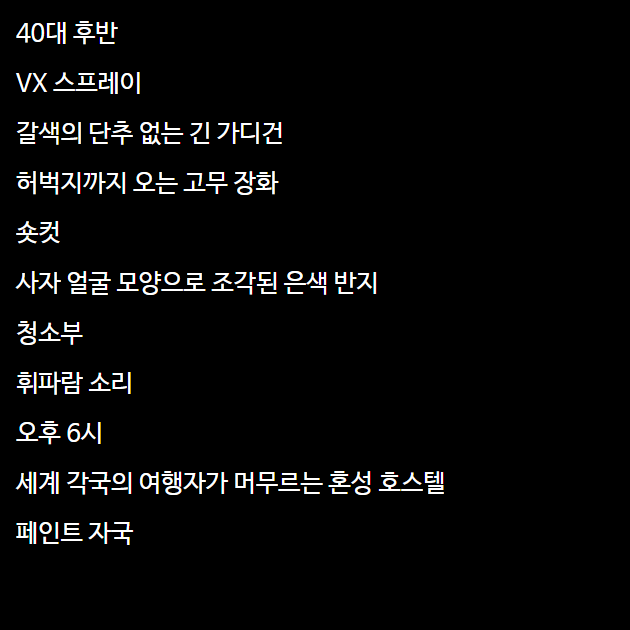 40대 후반
VX 스프레이
갈색의 단추 없는 긴 가디건
허벅지까지 오는 고무 장화
숏컷
사자 얼굴 모양으로 조각된 은색 반지
청소부
휘파람 소리
오후 6시
세계 각국의 여행자가 머무르는 혼성 호스텔
페인트 자국